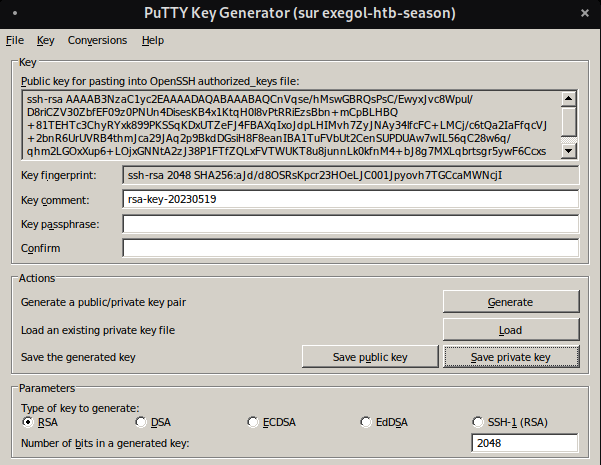 PuTTY Key Generator (sur exegol-htb-season)
File Key Conversions Help
Key
Public key for pasting into OpenSSH authorized_keys file:
ssh-rsa AAAAB3NzaC1yc2EAAAADAQABAAABAQCnVqse/hMswGBRQsPsC/EwyxJvc8Wpul/
D8riCZV30ZbfEF09z0PNUn4DisesKB4x1KtqH0I8vPtRRiEzsBbn+mCpBLHBQ
+81TEHTc3ChyRYxk899PKSSqKDxUTZeFJ4FBAXqIxoJdpLHIMvh7ZyJNAy34lfcFC+LMCj/c6tQa2IaFfqcVJ
+2bnR6UrUVRB4thmJca29JAq2p9BkdDGsiH8F8eanIBA1TuFVbUt2CenSUPDUAw7wIL56qC28w6q/
qhm2LGOxXup6+LOjxGNNtA2zJ38P1FTfZQLxFVTWUKT8u8junnLk0kfnM4+bJ8g7MXLqbrtsgr5ywF6Ccxs
Key fingerprint:
ssh-rsa 2048 SHA256:aJd/d8OSRsKpcr23HOeLJC001Jpyovh7TGCcaMWNcjI
Key comment:
rsa-key-20230519
Key passphrase:
Confirm
Actions
Generate a public/private key pair
Generate
Load an existing private key file
Load
Save the generated key
Save public key
Save private key
Parameters
Type of key to generate:
RSA DSA ECDSA EdDSA SSH-1 (RSA)
Number of bits in a generated key:
2048